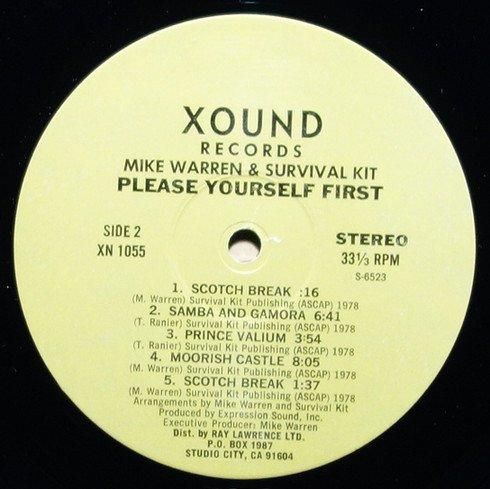 XOUND
RECORDS
MIKE WARREN & SURVIVAL KIT
PLEASE YOURSELF FIRST
SIDE 2
XN 1055
STEREO
33⅓ RPM
S-6523
1. SCOTCH BREAK :16
(M. Warren) Survival Kit Publishing (ASCAP) 1978
2. SAMBA AND GAMORA 6:41
(T. Ranier) Survival Kit Publishing (ASCAP) 1978
3. PRINCE VALIUM 3:54
(T. Ranier) Survival Kit Publishing (ASCAP) 1978
4. MOORISH CASTLE 8:05
(M. Warren) Survival Kit Publishing (ASCAP) 1978
5. SCOTCH BREAK 1:37
(M. Warren) Survival Kit Publishing (ASCAP) 1978
Arrangements by Mike Warren and Survival Kit
Produced by Expression Sound, Inc.
Executive Producer: Mike Warren
Dist. by RAY LAWRENCE LTD.
P.O. BOX 1987
STUDIO CITY, CA 91604